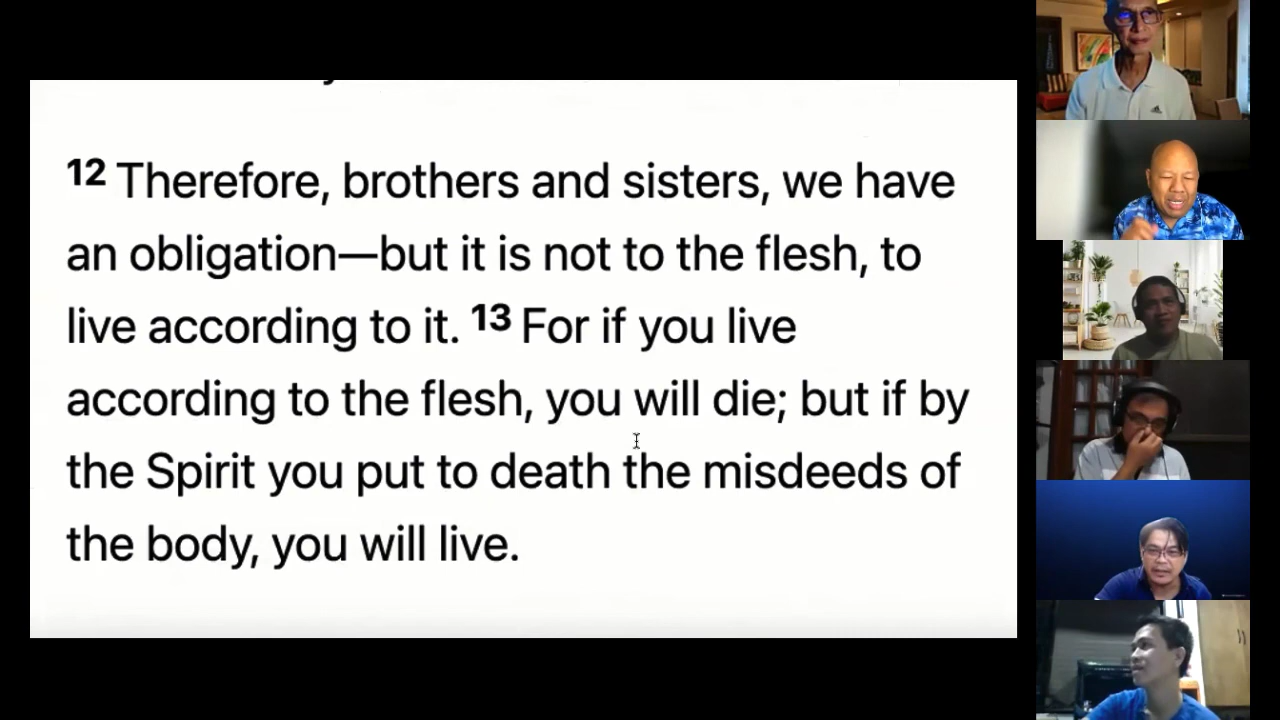 12 Therefore, brothers and sisters, we have
an obligation—but it is not to the flesh, to
live according to it. 13 For if you live
according to the flesh, you will die; but if by
the Spirit you put to death the misdeeds of
the body, you will live.